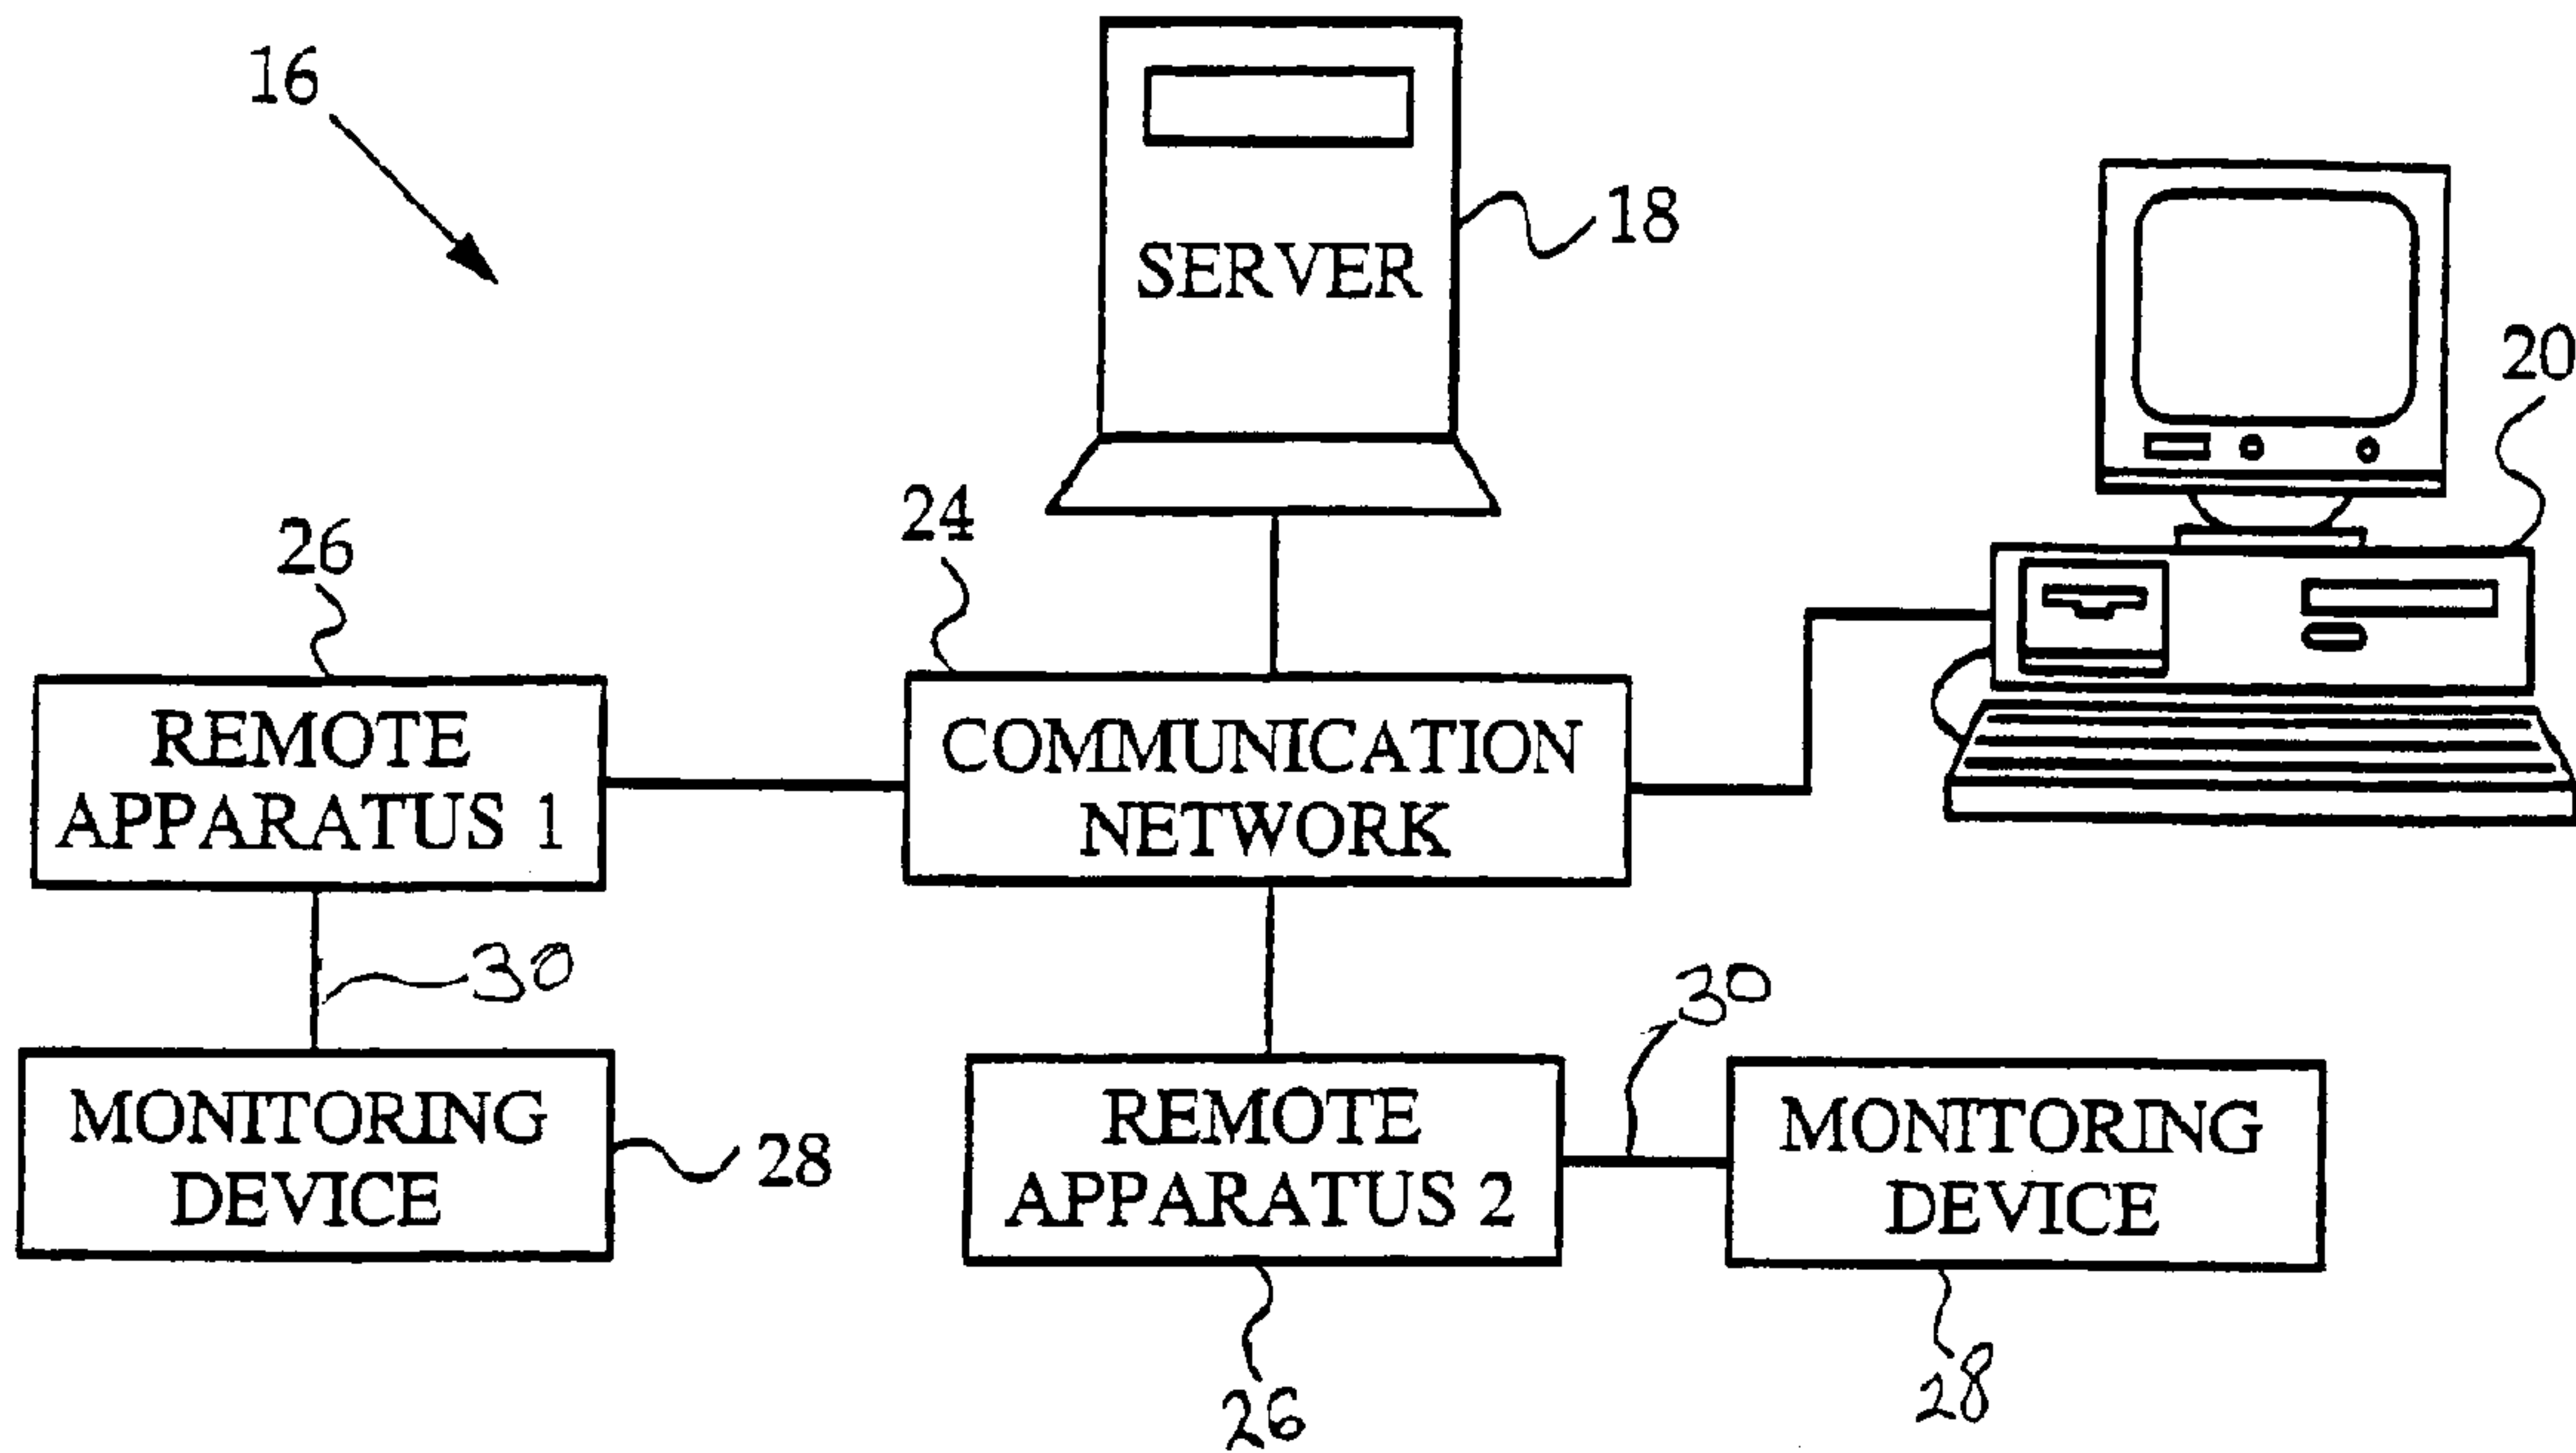 16
SERVER
18
20
24
26
REMOTE
APPARATUS 1
COMMUNICATION
NETWORK
30
30
MONITORING
DEVICE
28
REMOTE
APPARATUS 2
MONITORING
DEVICE
26
28